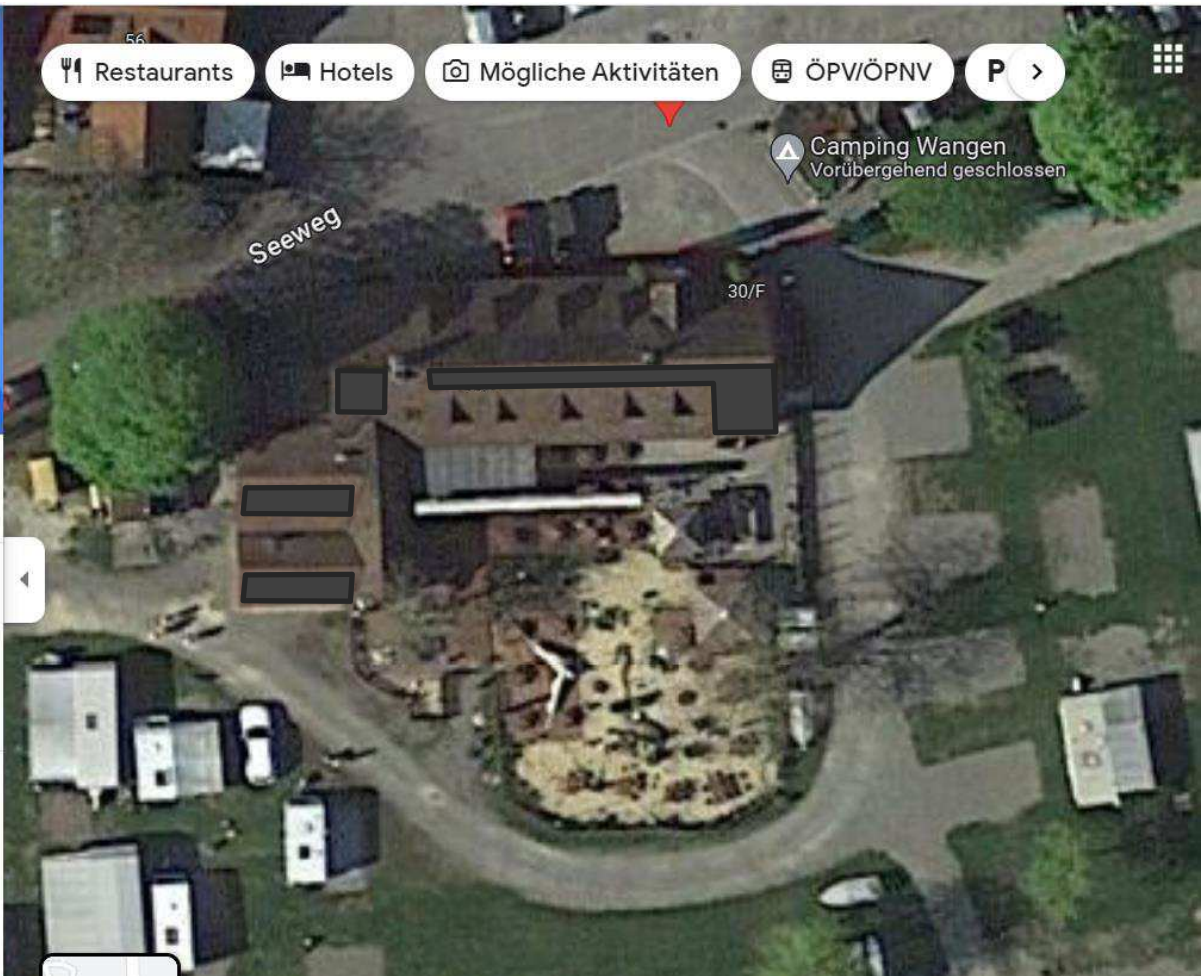 56
Restaurants
Hotels
Mögliche Aktivitäten
ÖPV/ÖPNV
P
Camping Wangen
Vorübergehend geschlossen
Seeweg
30/F